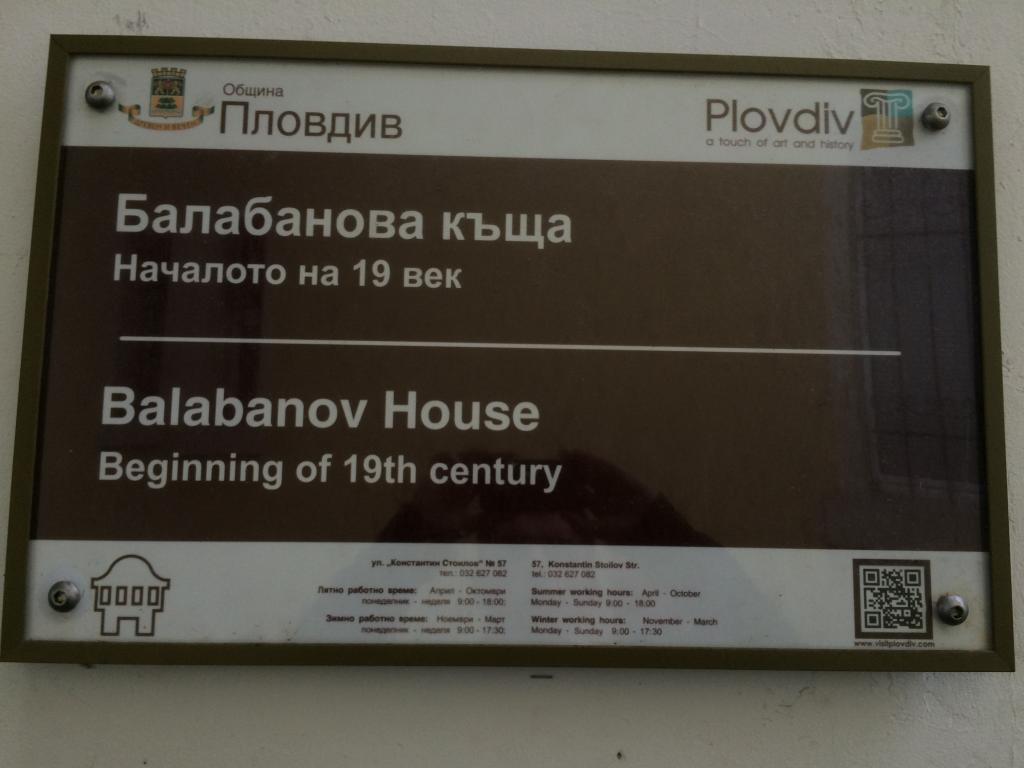 Община
Пловдив
Plovdiv
a touch of art and history
Балабанова къща
Началото на 19 век
Balabanov House
Beginning of 19th century
ул. „Константин Стоилов“ № 57
тел.: 032 627 082
Лятно работно време: Април - Октомври
понеделник - неделя 9:00 - 18:00;
Зимно работно време: Ноември - Март
понеделник - неделя 9:00 - 17:30;
57, Konstantin Stoilov Str.
tel.: 032 627 082
Summer working hours: April - October
Monday - Sunday 9:00 - 18:00
Winter working hours: November - March
Monday - Sunday 9:00 - 17:30
www.visitplovdiv.com